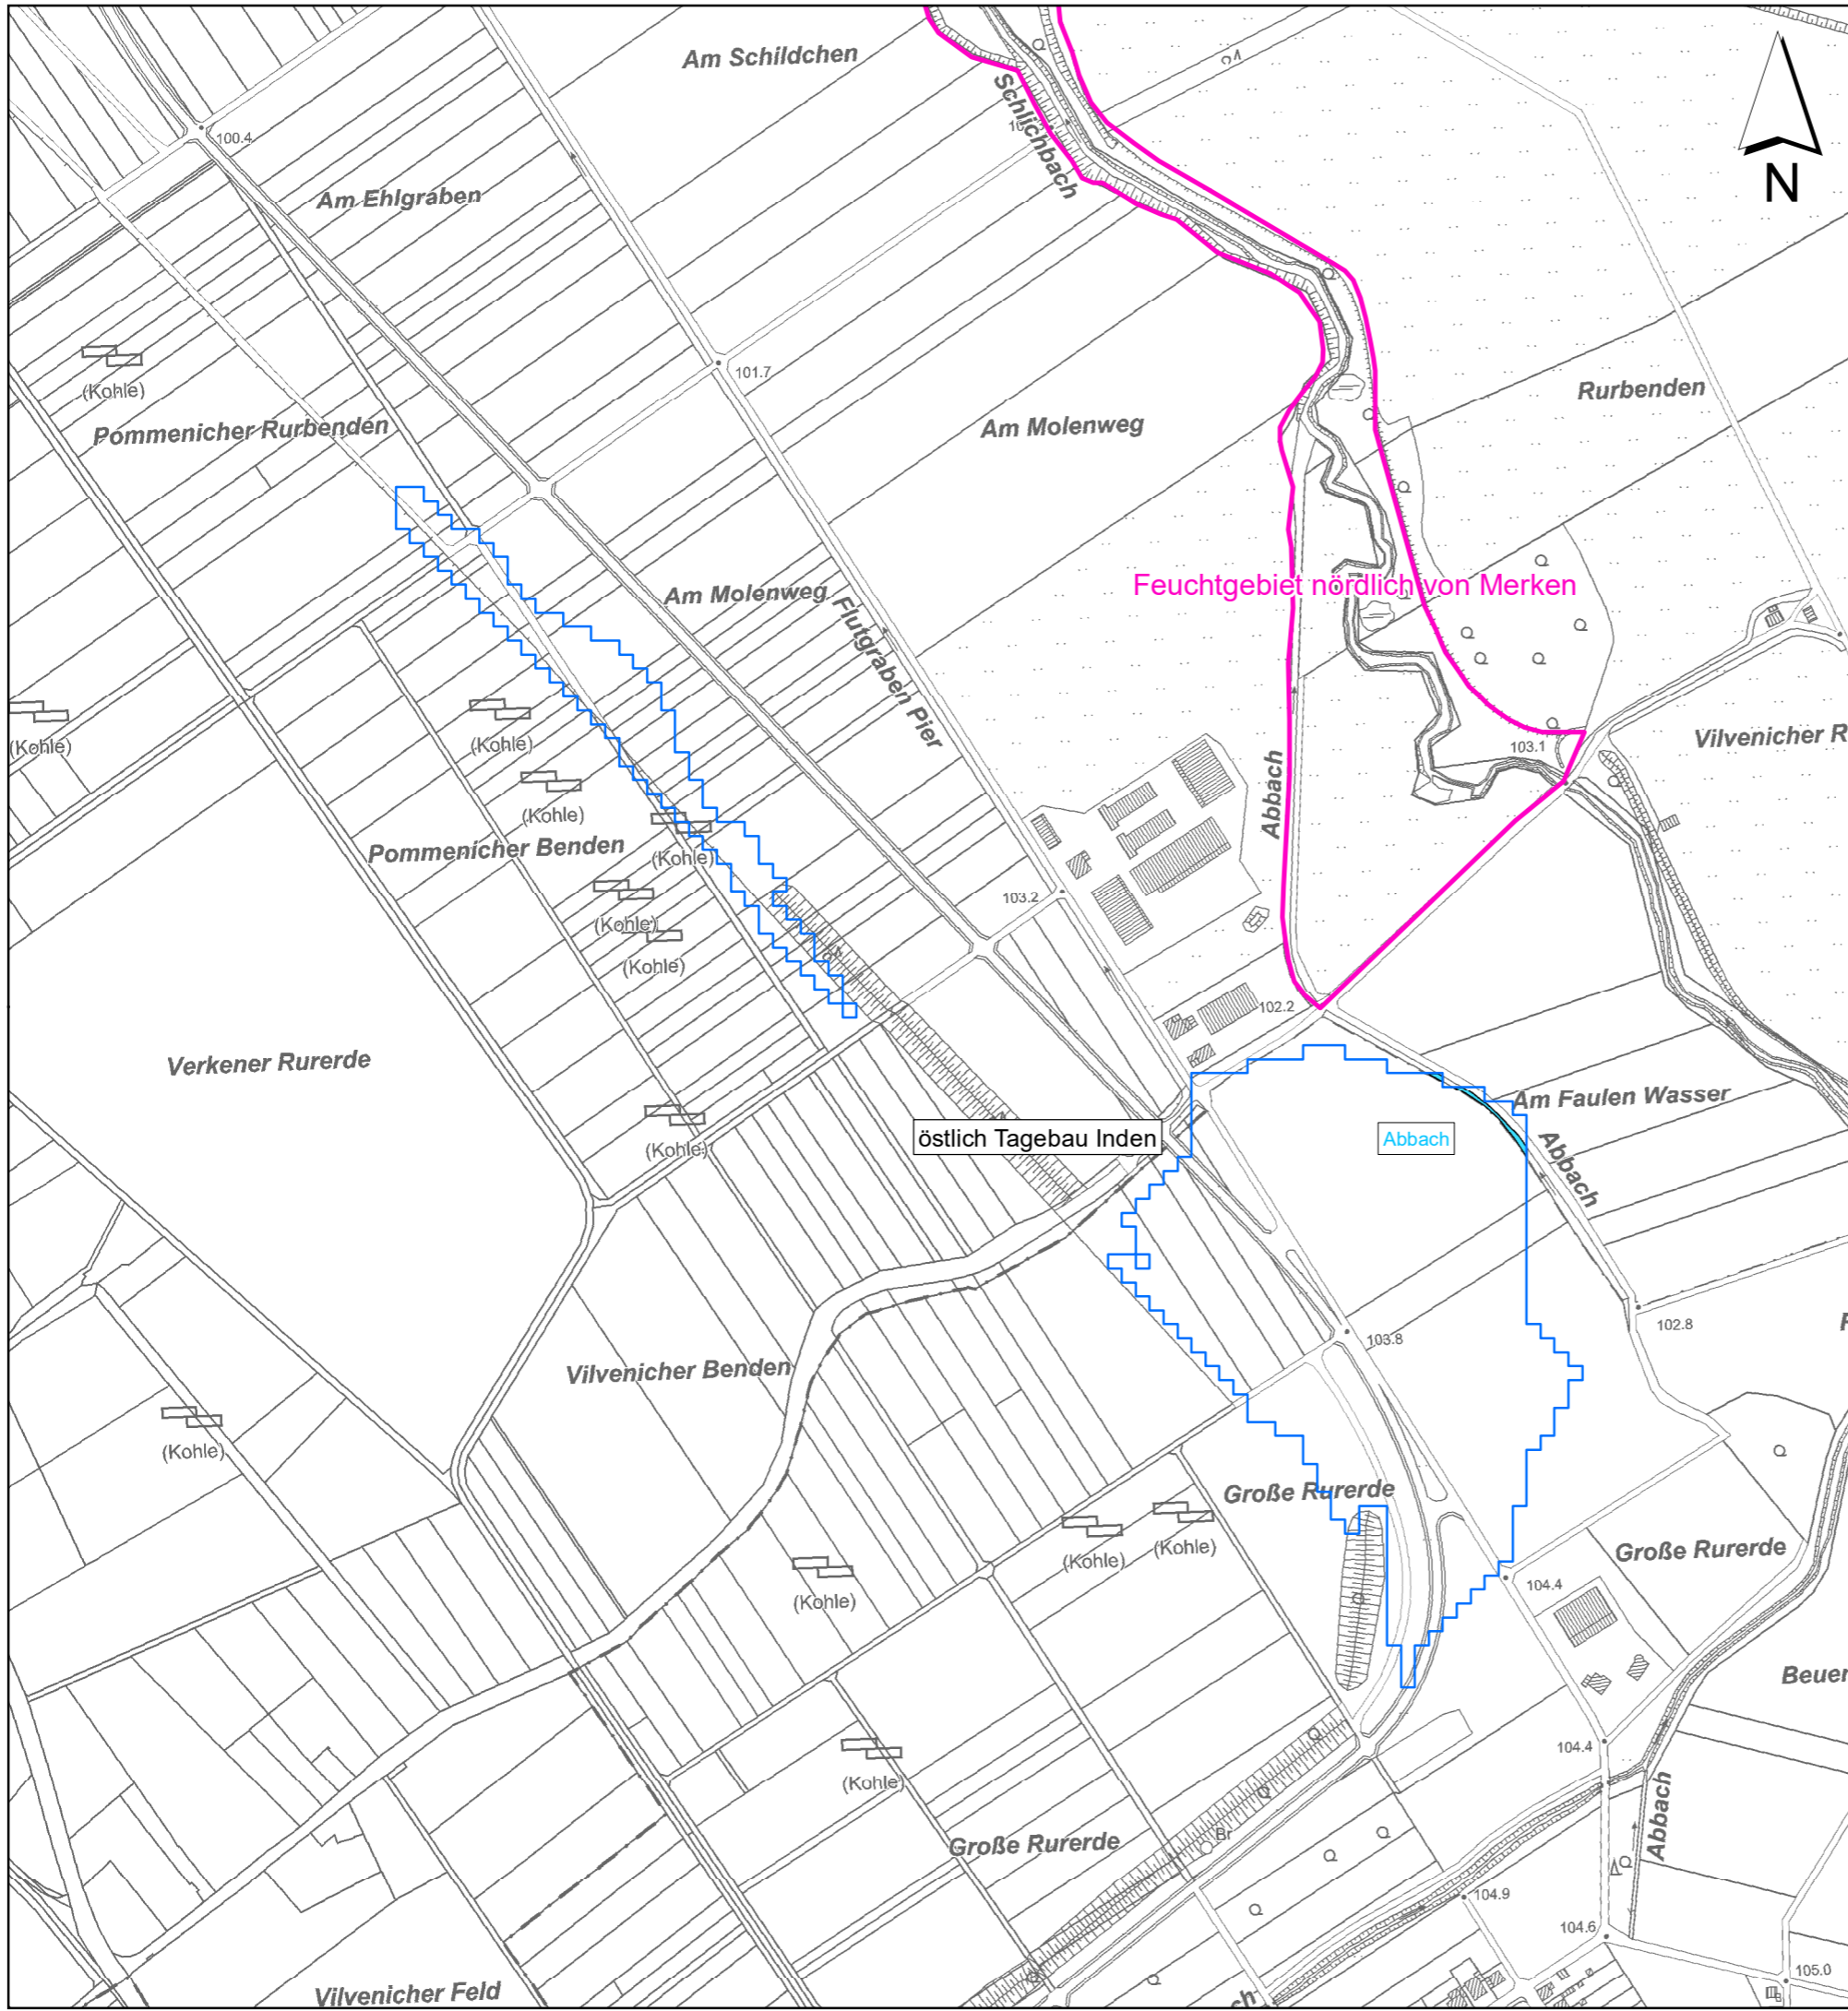 Am Schildchen
Schlichbach
N
100.4
Am Ehlgraben
101.7
(Kohle)
Pommenicher Rurbenden
Am Molenweg
Rurbenden
Feuchtgebiet nördlich von Merken
Am Molenweg
Flutgraben Pier
(Kohle)
(Kohle)
Abbach
103.1
Vilvenicher R
(Kohle)
Pommenicher Benden
(Kohle)
103.2
(Kohle)
(Kohle)
102.2
Verkener Rurerde
Am Faulen Wasser
östlich Tagebau Inden
Abbach
Abbach
(Kohle)
102.8
103.8
Vilvenicher Benden
(Kohle)
Große Rurerde
(Kohle)
(Kohle)
Große Rurerde
104.4
(Kohle)
Beuer
104.4
(Kohle)
Abbach
Große Rurerde
Br
104.9
104.6
105.0
Vilvenicher Feld
ch